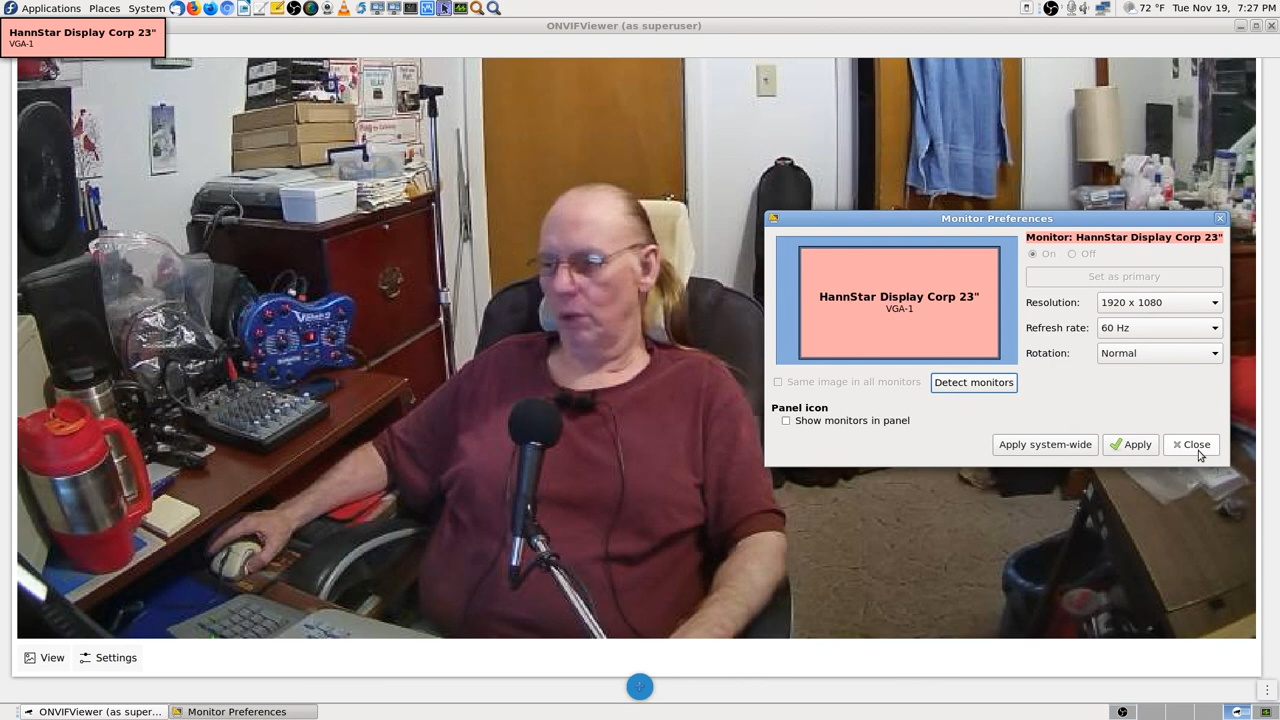 Applications Places System
72 °F Tue Nov 19, 7:27 PM
ONVIFViewer (as superuser)
HannStar Display Corp 23"
VGA-1
Monitor Preferences
Monitor: HannStar Display Corp 23"
On Off
Set as primary
HannStar Display Corp 23"
VGA-1
Resolution: 1920 x 1080
Refresh rate: 60 Hz
Rotation: Normal
Same image in all monitors Detect monitors
Panel icon
Show monitors in panel
Apply system-wide Apply Close
View Settings
ONVIFViewer (as super... Monitor Preferences